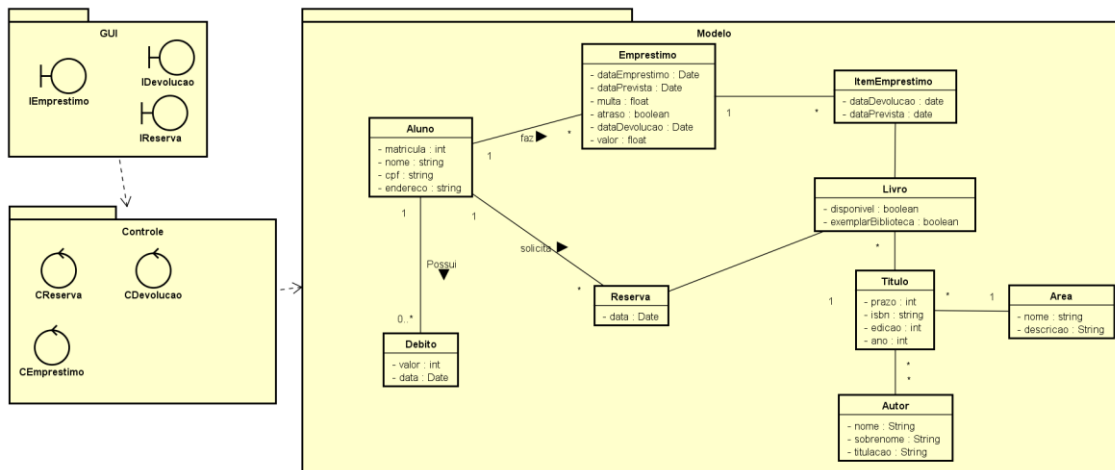 GUI
IEmprestimo
IDevolucao
IReserva
Controle
CReserva
CDevolucao
CEmprestimo
Modelo
Emprestimo
- dataEmprestimo : Date
- dataPrevista : Date
- multa : float
- atraso : boolean
- dataDevolucao : Date
- valor : float
1
*
ItemEmprestimo
- dataDevolucao : date
- dataPrevista : date
Aluno
- matricula : int
- nome : string
- cpf : string
- endereco : string
1
faz
*
1
1
solicita
*
Possui
0..*
Livro
- disponivel : boolean
- exemplarBiblioteca : boolean
*
1
Reserva
- data : Date
Titulo
- prazo : int
- isbn : string
- edicao : int
- ano : int
*
1
Area
- nome : string
- descricao : String
Debito
- valor : int
- data : Date
*
*
Autor
- nome : String
- sobrenome : String
- titulacao : String